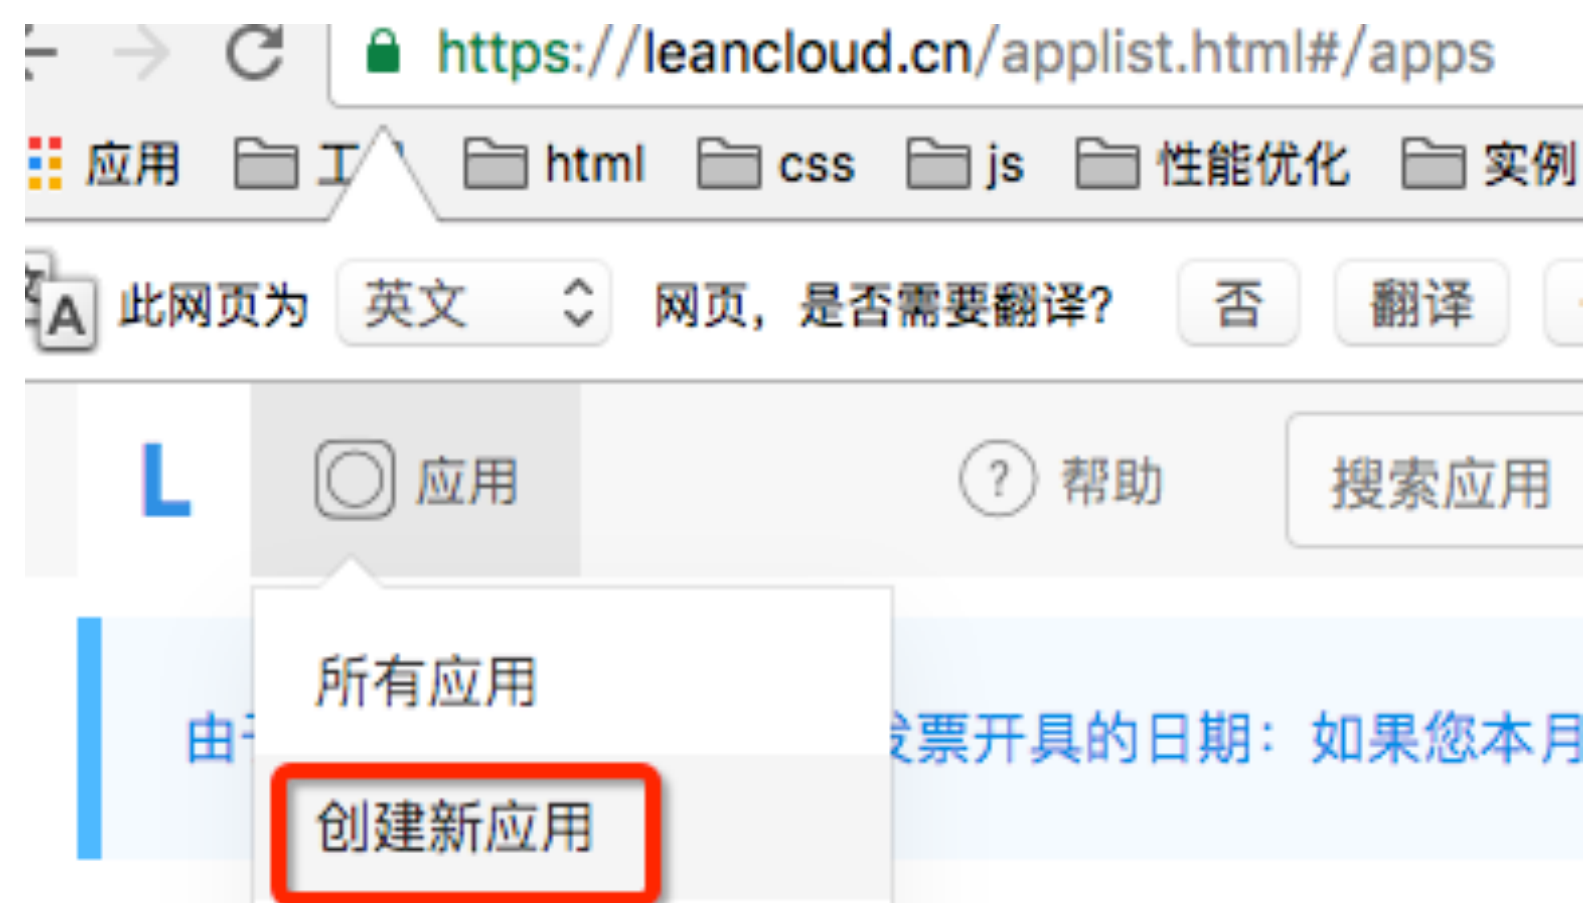 https://leancloud.cn/applist.html#/apps
应用 工 html css js 性能优化 实例
A 此网页为 英文 网页，是否需要翻译? 否 翻译
L 应用 ? 帮助 搜索应用
所有应用
由 发票开具的日期：如果您本月
创建新应用